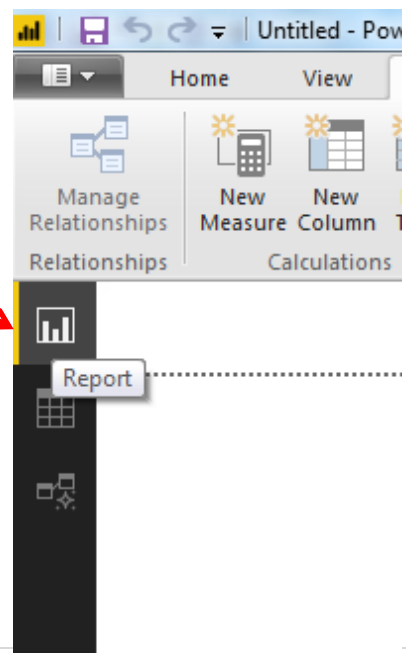 Untitled - Pow
Home View
Manage Relationships
New Measure
New Column
Relationships
Calculations
Report